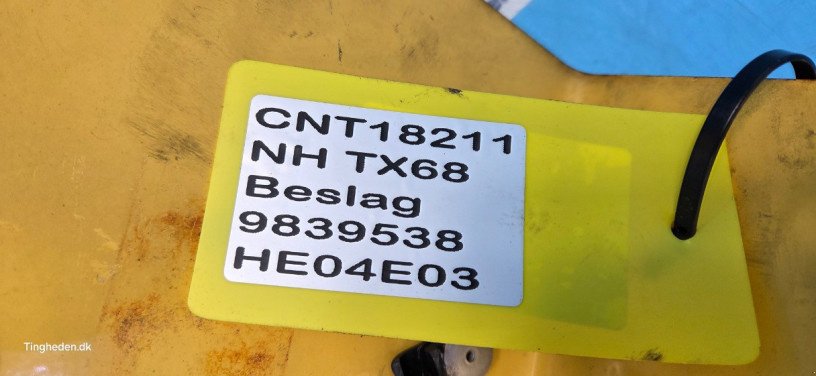 CNT18211
NH TX68
Beslag
9839538
HE04E03
Tingheden.dk